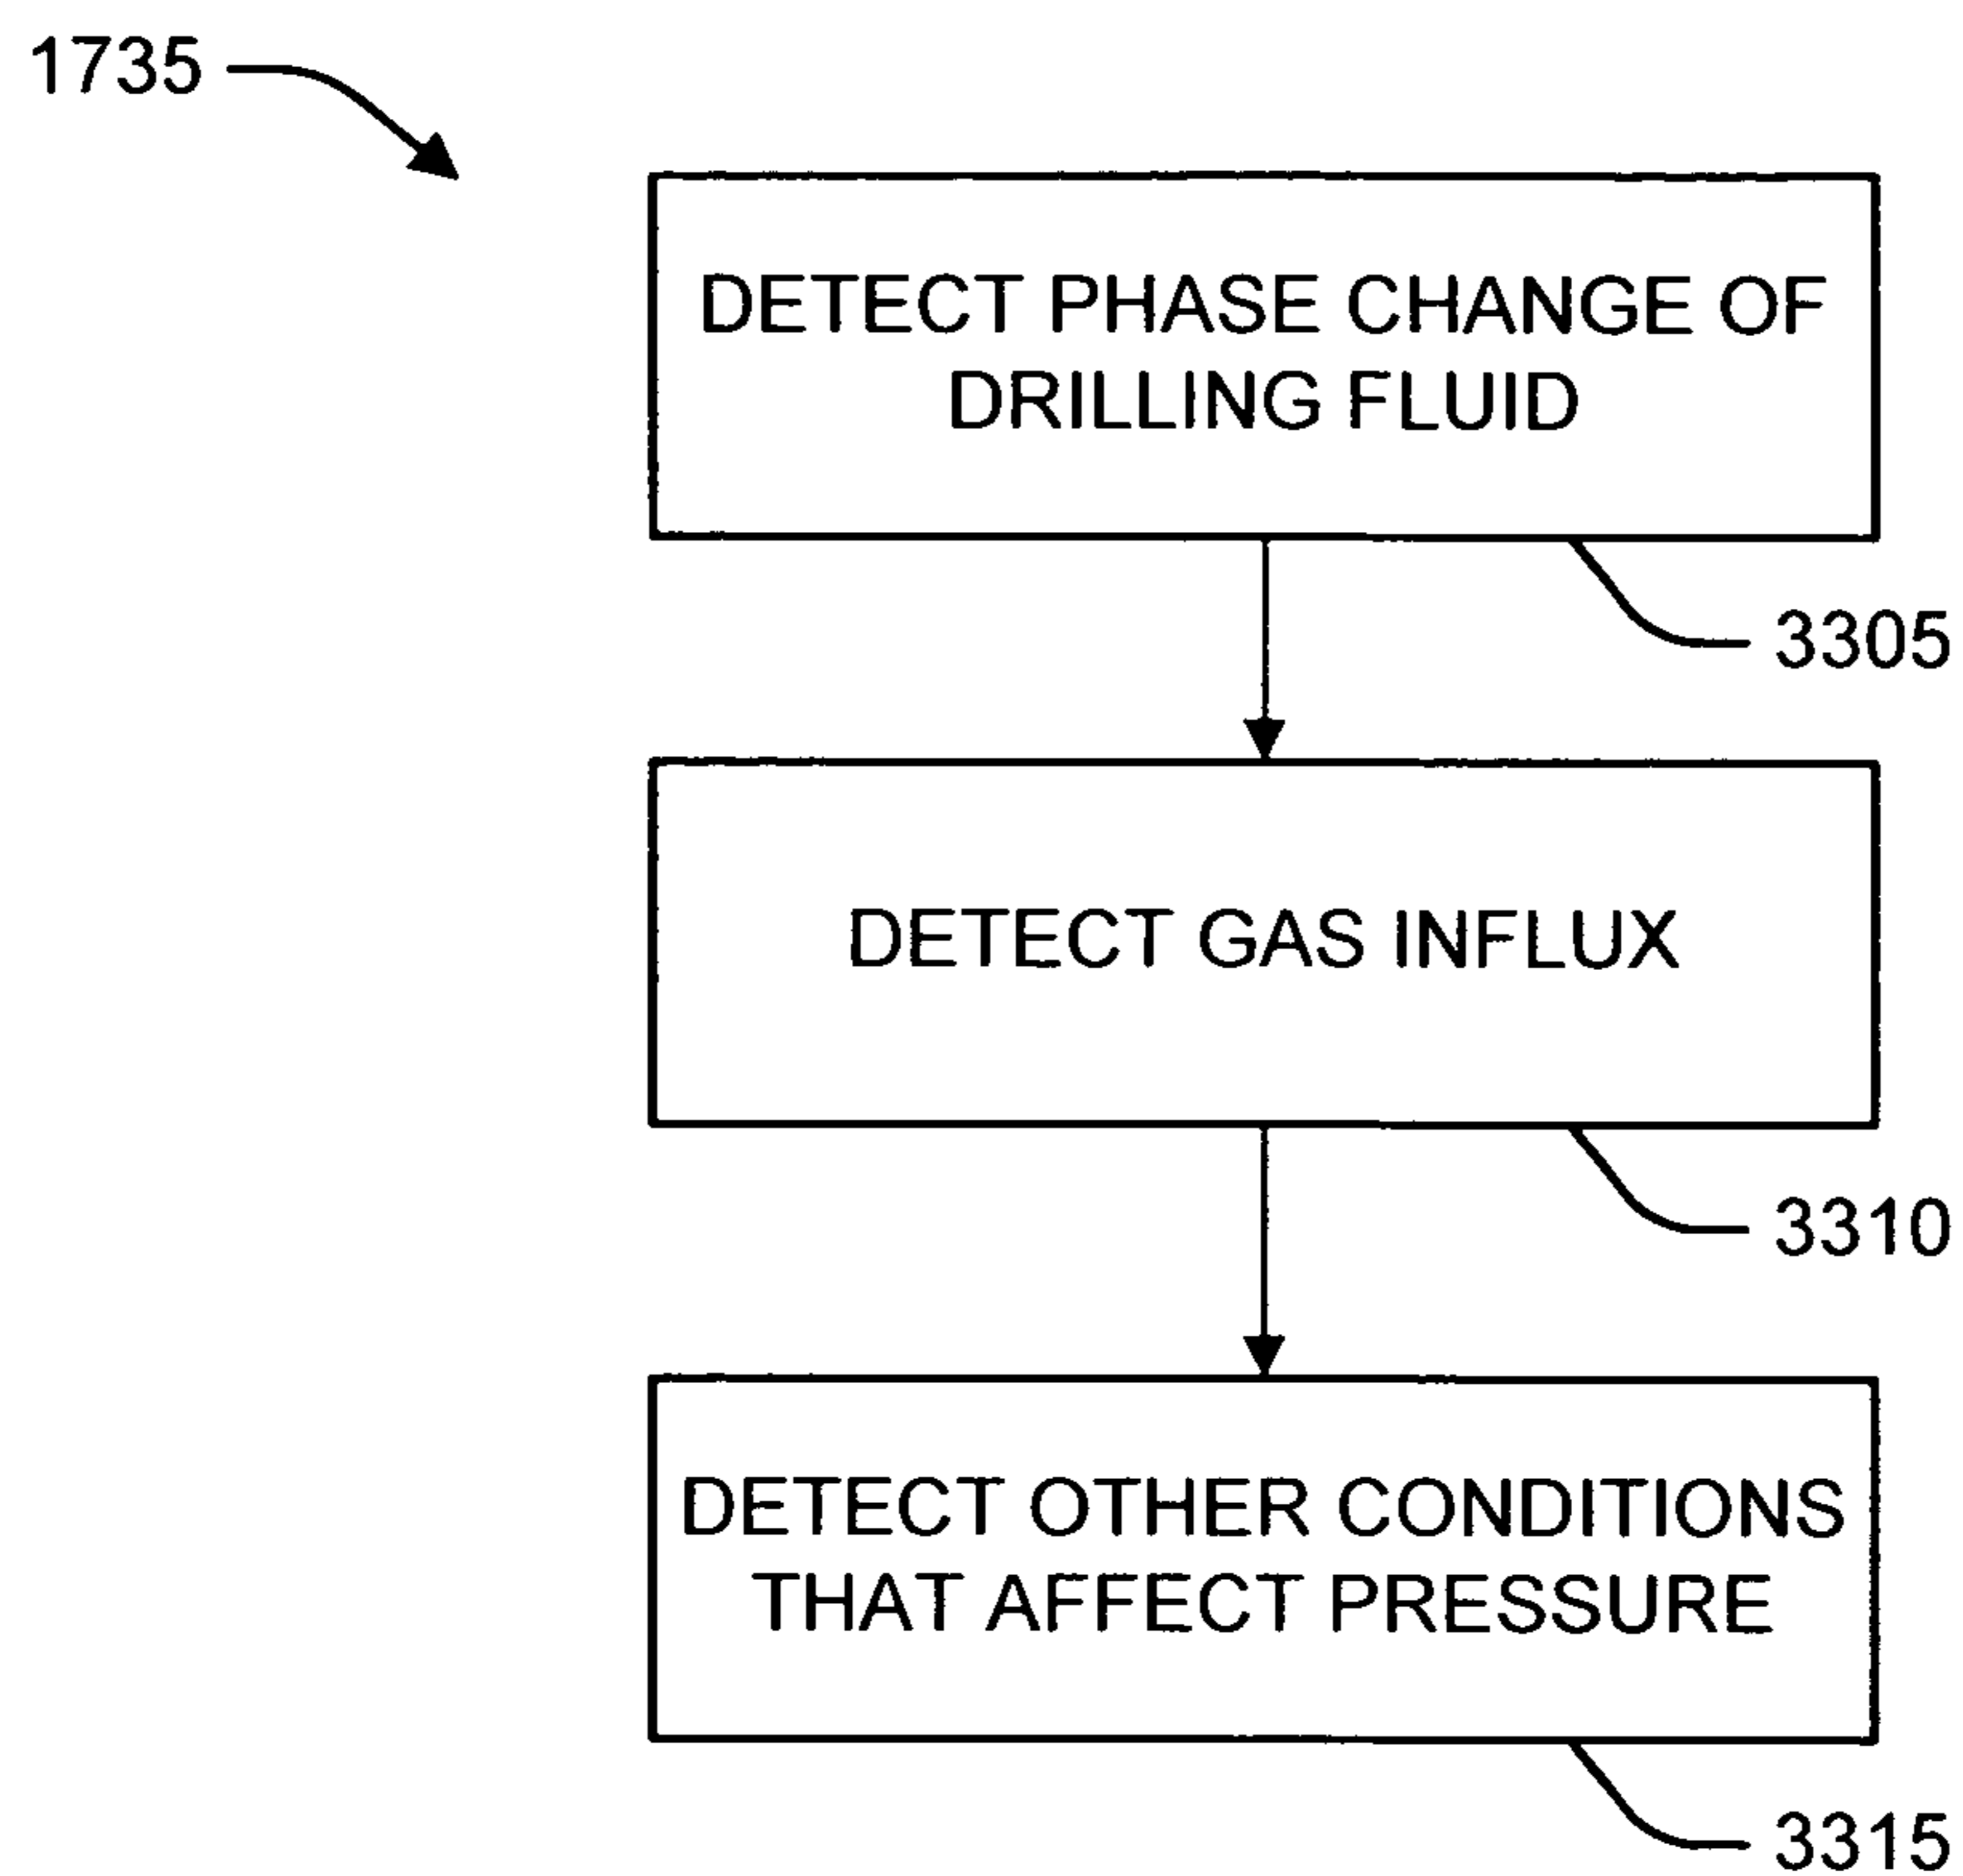 1735
DETECT PHASE CHANGE OF
DRILLING FLUID
3305
DETECT GAS INFLUX
3310
DETECT OTHER CONDITIONS
THAT AFFECT PRESSURE
3315